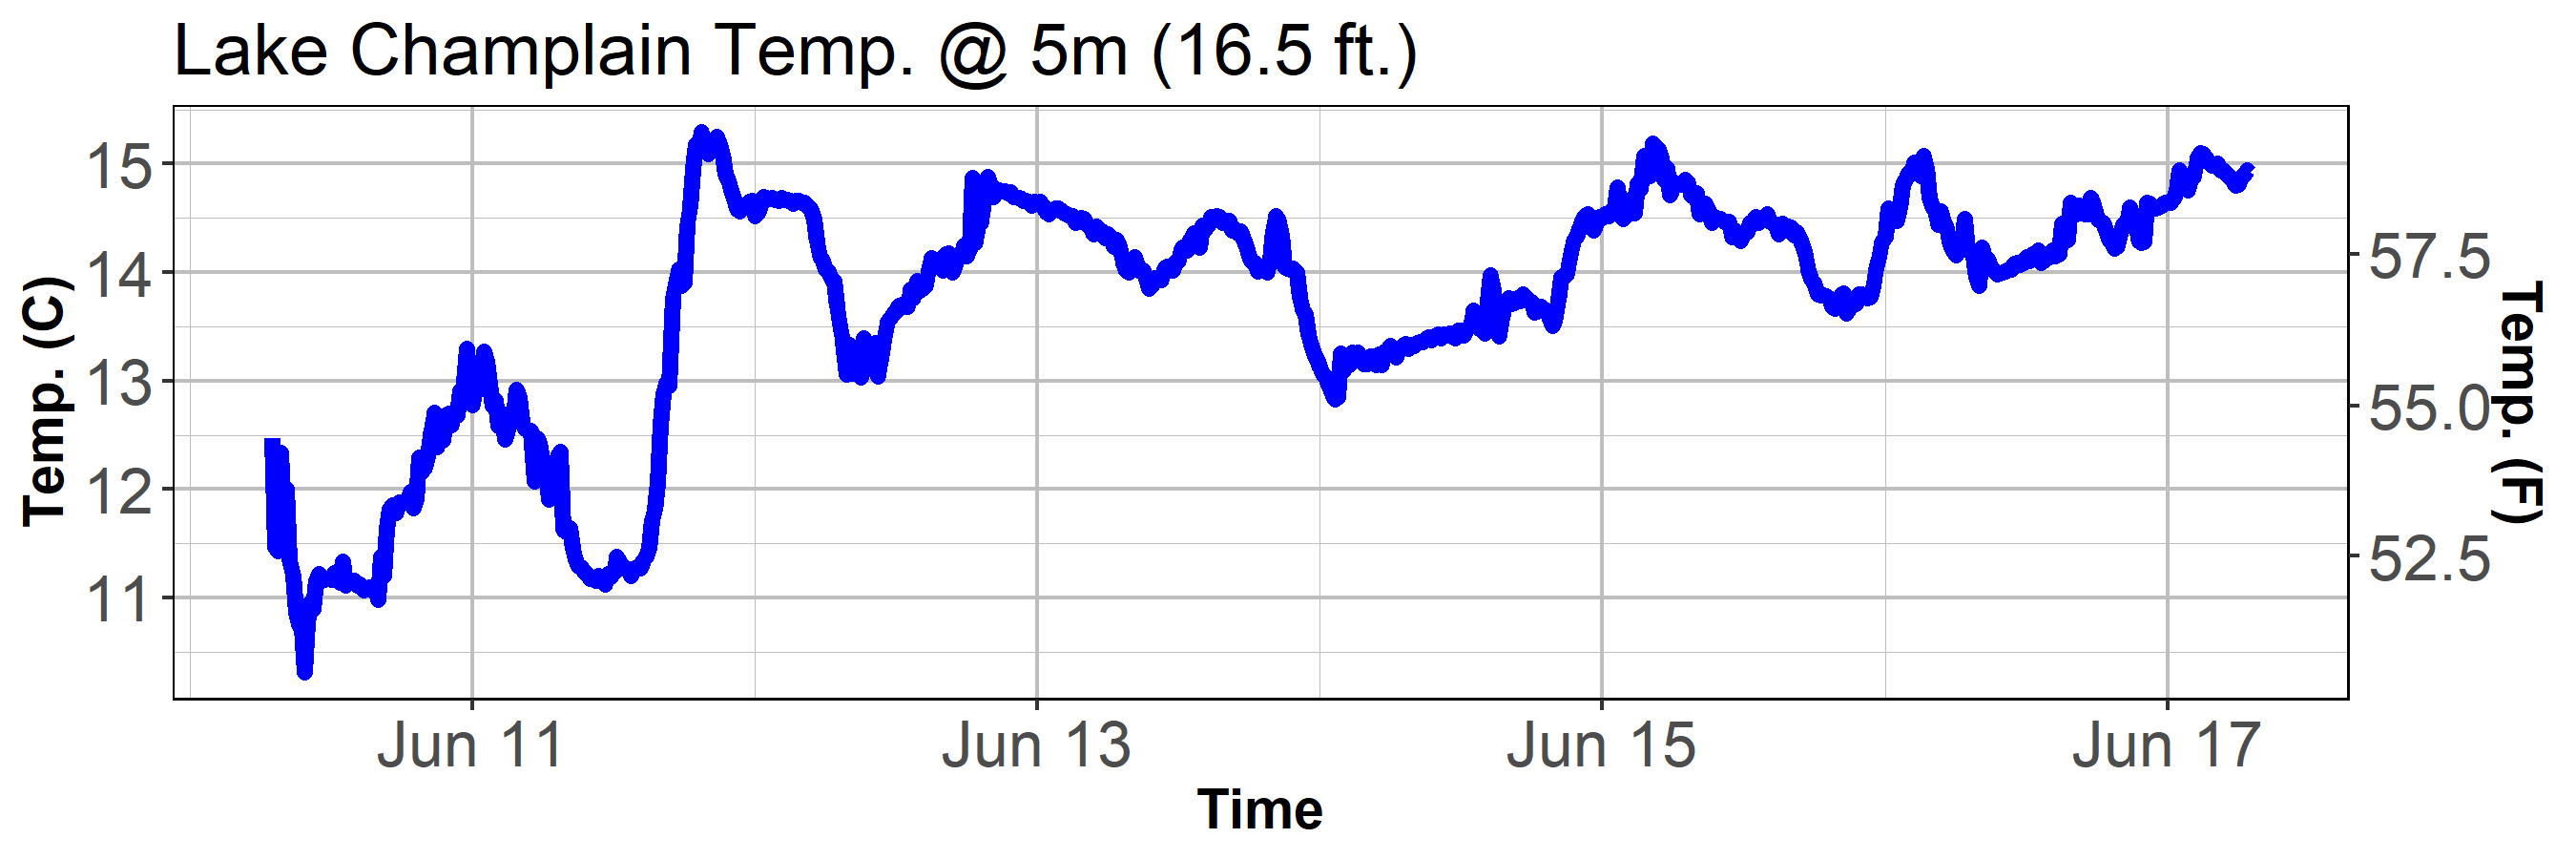 Lake Champlain Temp. @ 5m (16.5 ft.)
Temp. (C)
15
14
13
12
11
57.5
55.0
52.5
Temp. (F)
Jun 11
Jun 13
Jun 15
Jun 17
Time